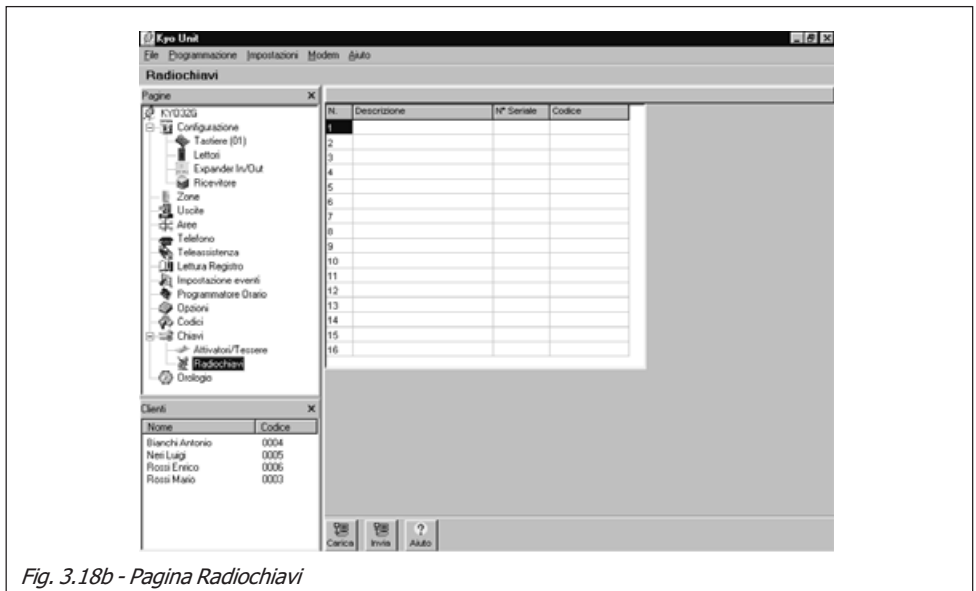 Kyo Unit
File Programmazione Impostazioni Modem Aiuto
Radiochiavi
Pagine
KYO32G
Configurazione
Tastiere (01)
Lettori
Expander In/Out
Ricevitore
Zone
Uscite
Aree
Telefono
Teleassistenza
Lettura Registro
Impostazione eventi
Programmatore Orario
Opzioni
Codici
Chiavi
Attivatori/Tessere
Radiochiavi
Orologio
N. Descrizione N° Seriale Codice
1
2
3
4
5
6
7
8
9
10
11
12
13
14
15
16
Clienti
Nome Codice
Bianchi Antonio 0004
Neri Luigi 0005
Rossi Enrico 0006
Rossi Mario 0003
Carica Invia Aiuto
Fig. 3.18b - Pagina Radiochiavi